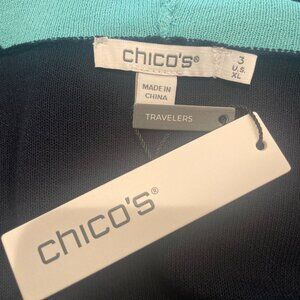 chico's®
3
U.S.
XL
MADE IN
CHINA
TRAVELERS
chico's®